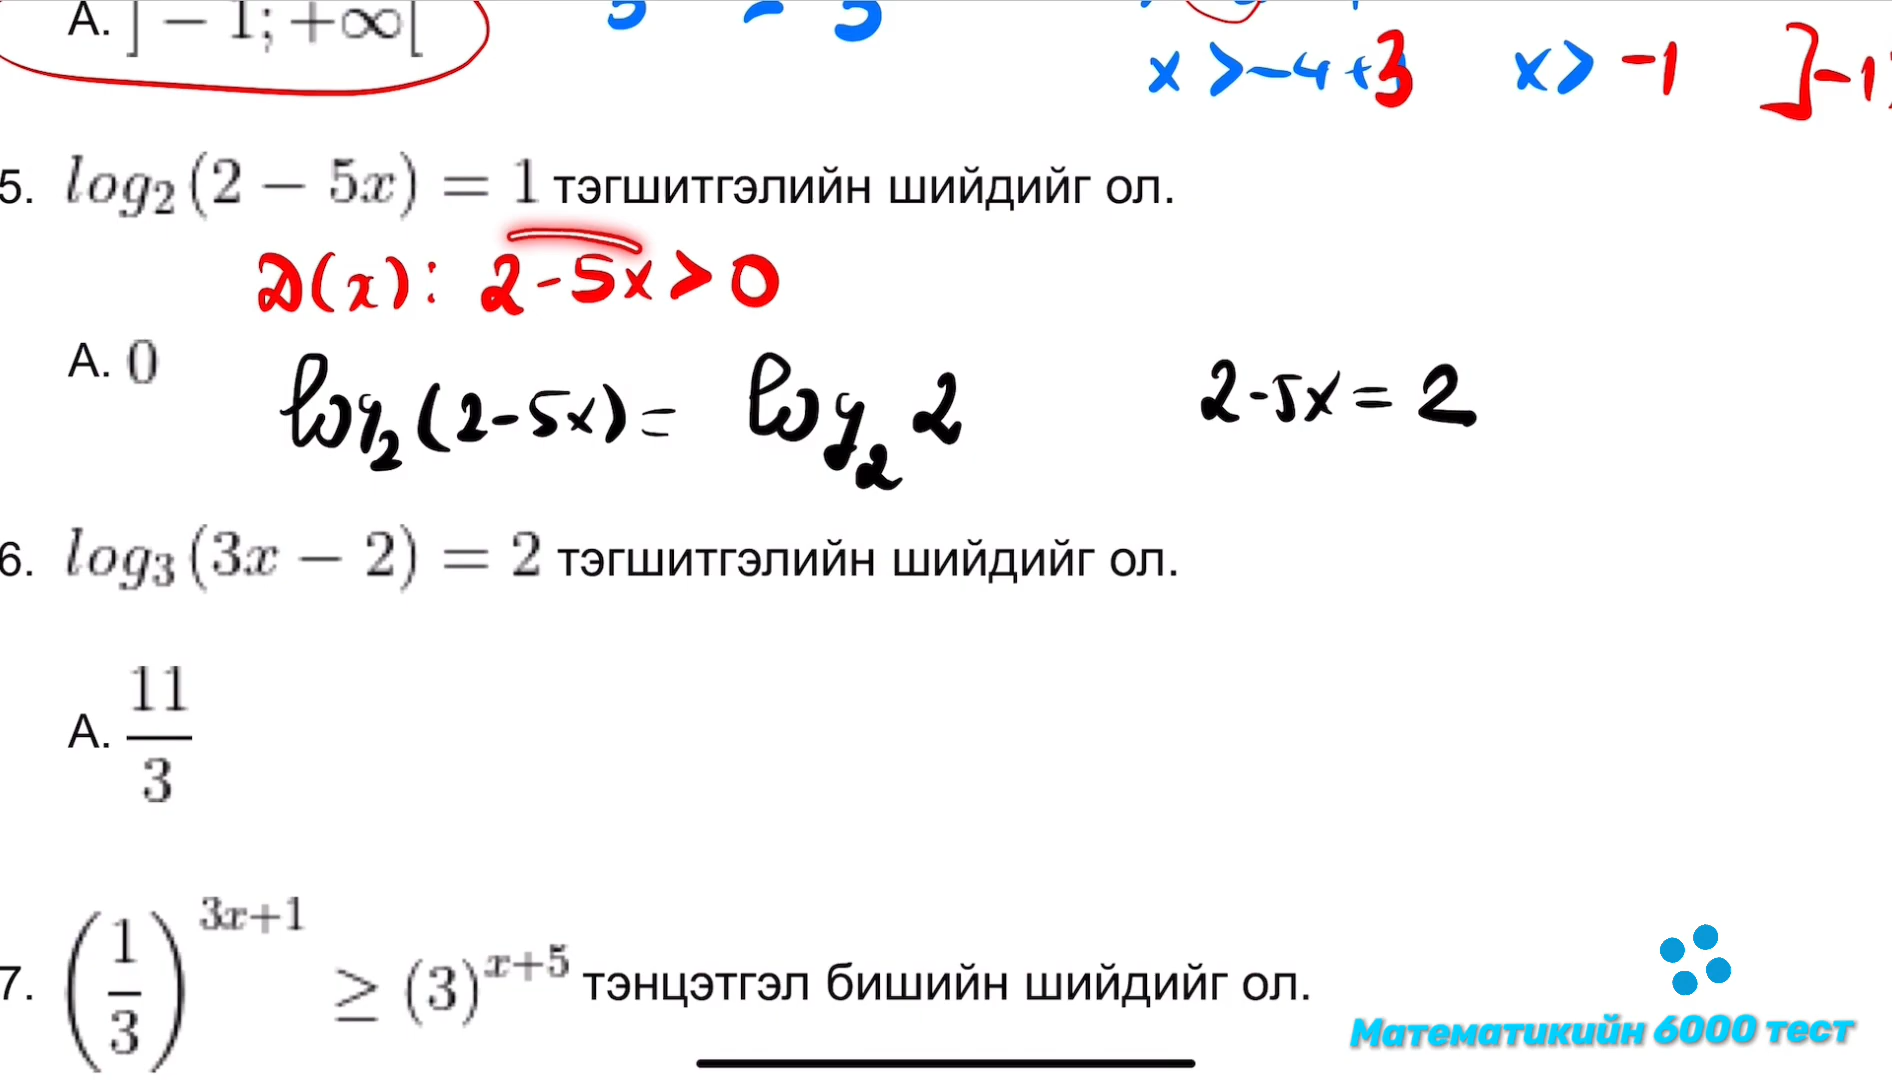 A. ]−1; +∞[
x > -4 + 3 x > -1 ]-1;
5. log₂(2 − 5x) = 1 тэгшитгэлийн шийдийг ол.
D(x): 2-5x > 0
A. 0
log₂(2-5x) = log₂ 2 2-5x = 2
6. log₃(3x − 2) = 2 тэгшитгэлийн шийдийг ол.
A. 11/3
7. (1/3)^(3x+1) ≥ (3)^(x+5) тэнцэтгэл бишийн шийдийг ол.
Математикийн 6000 тест